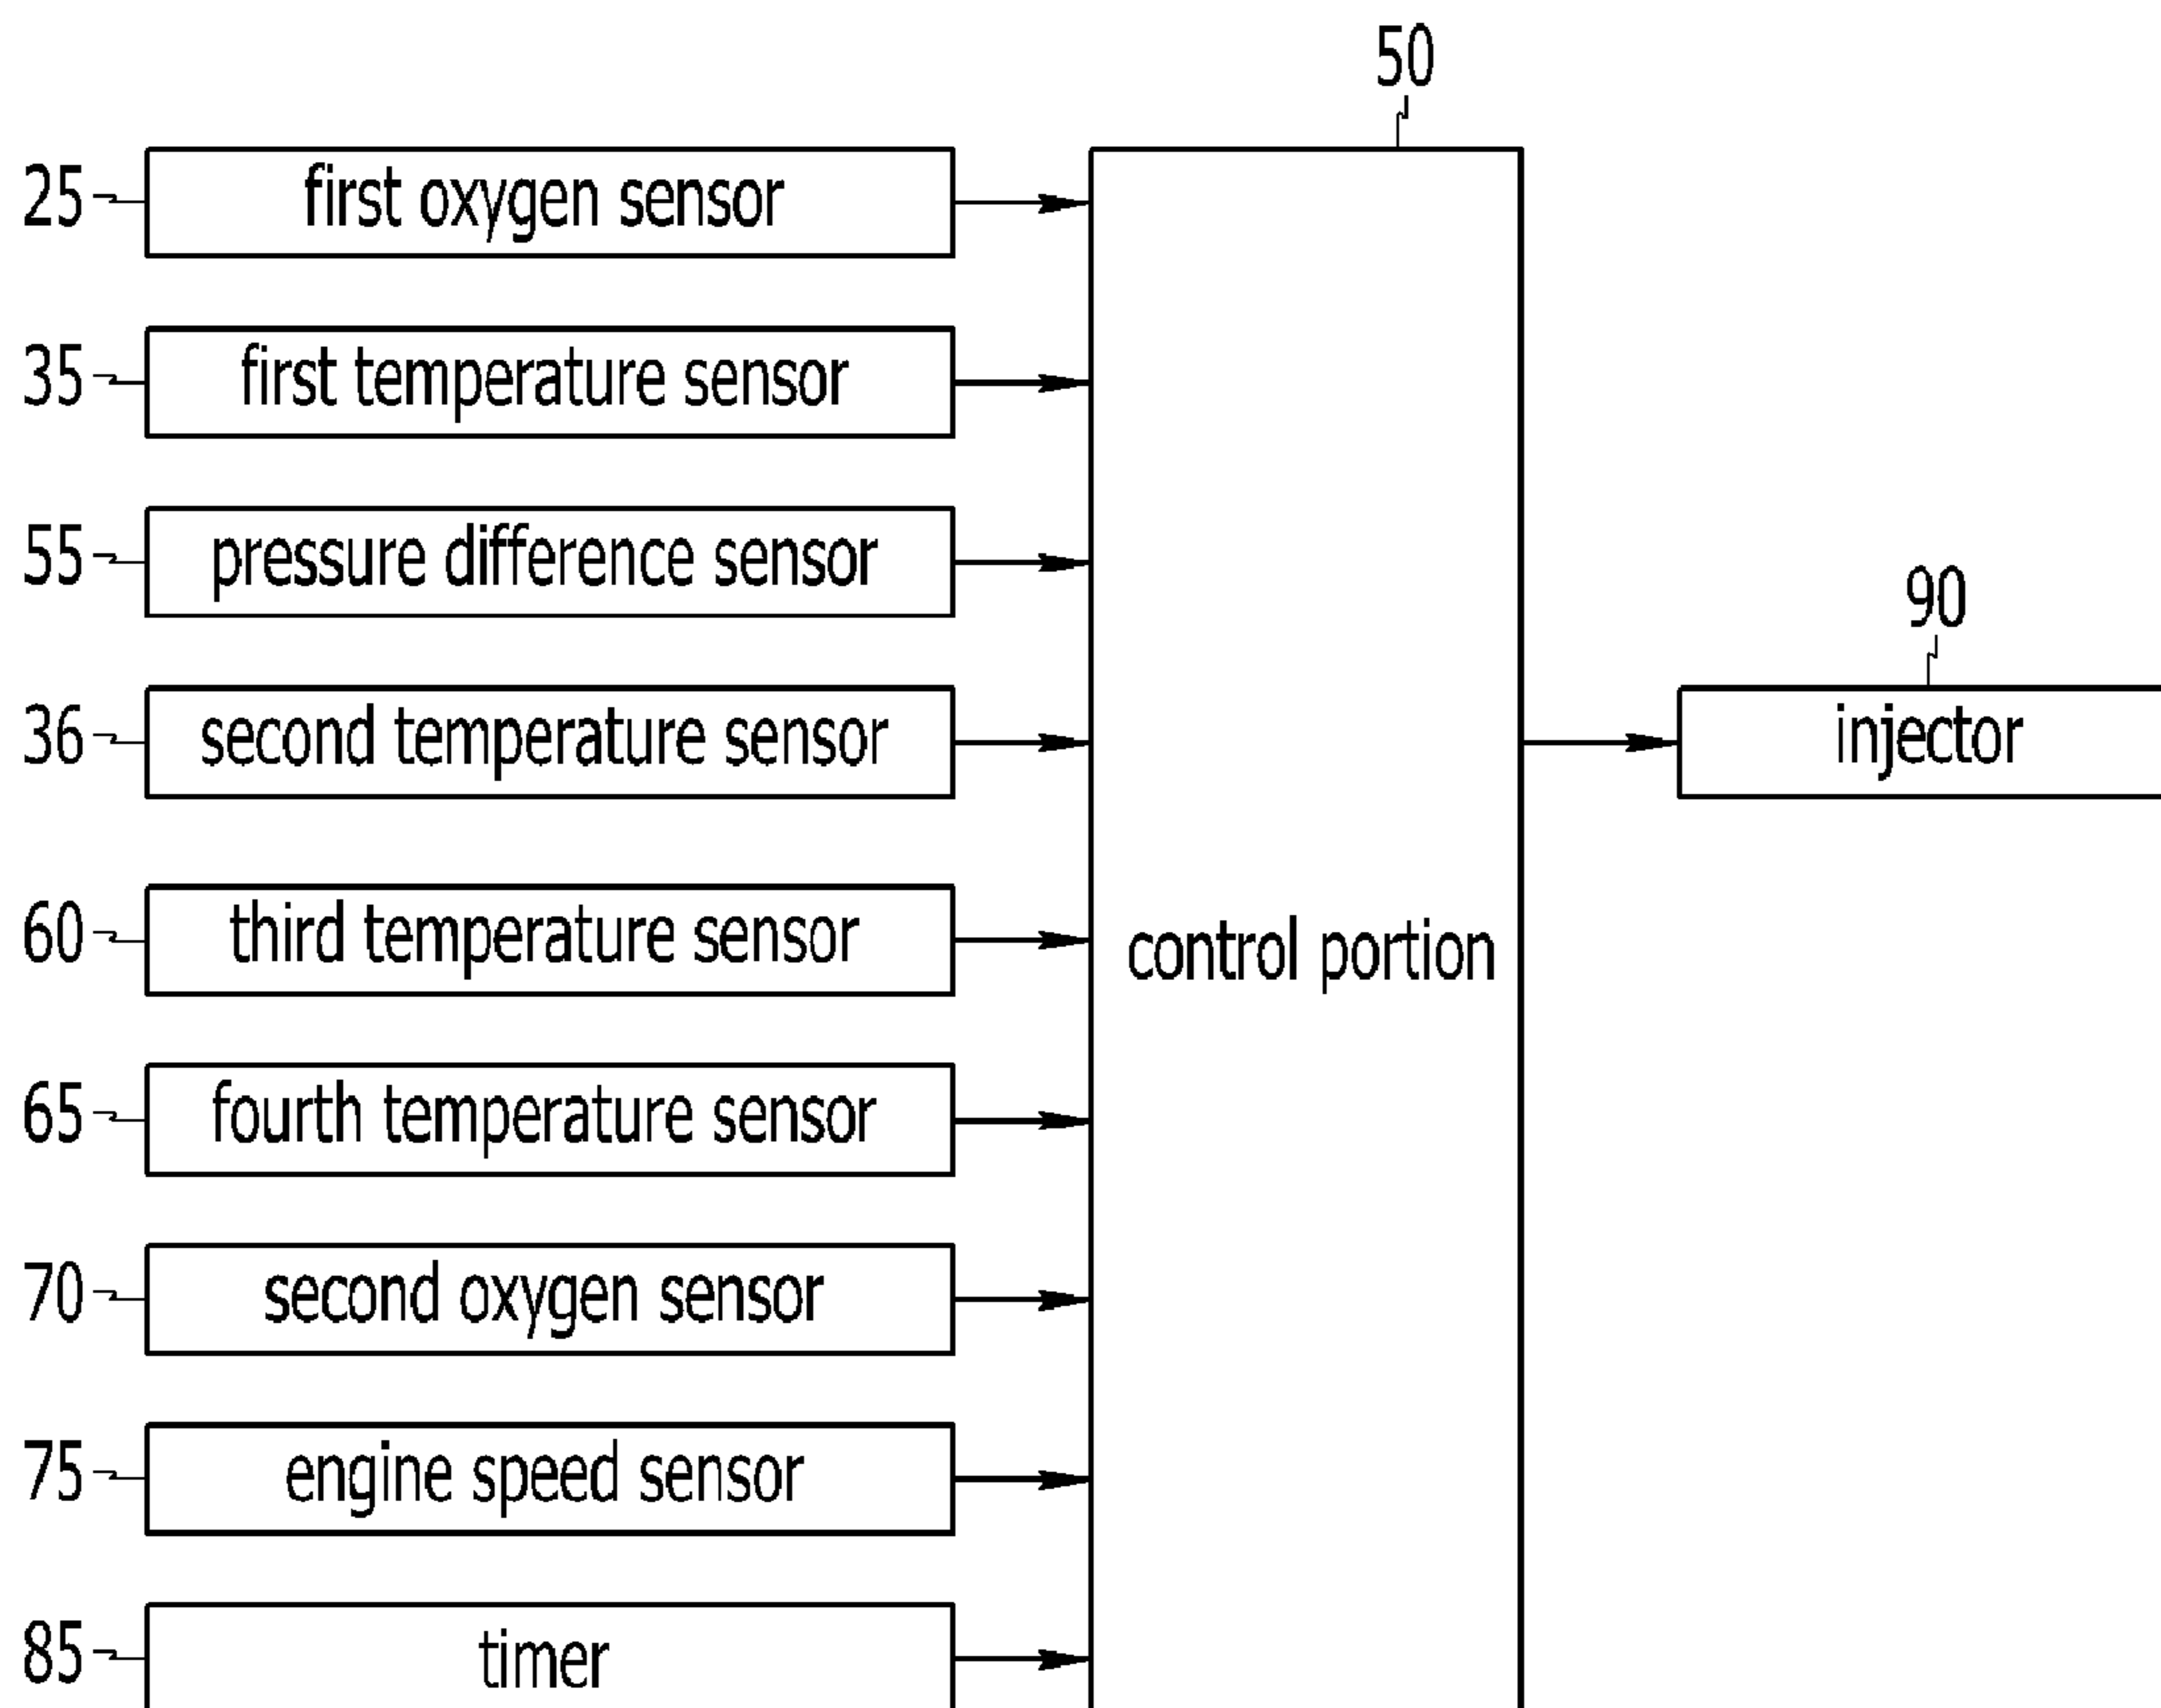 50
25
first oxygen sensor
35
first temperature sensor
55
pressure difference sensor
90
36
second temperature sensor
injector
60
third temperature sensor
control portion
65
fourth temperature sensor
70
second oxygen sensor
75
engine speed sensor
85
timer